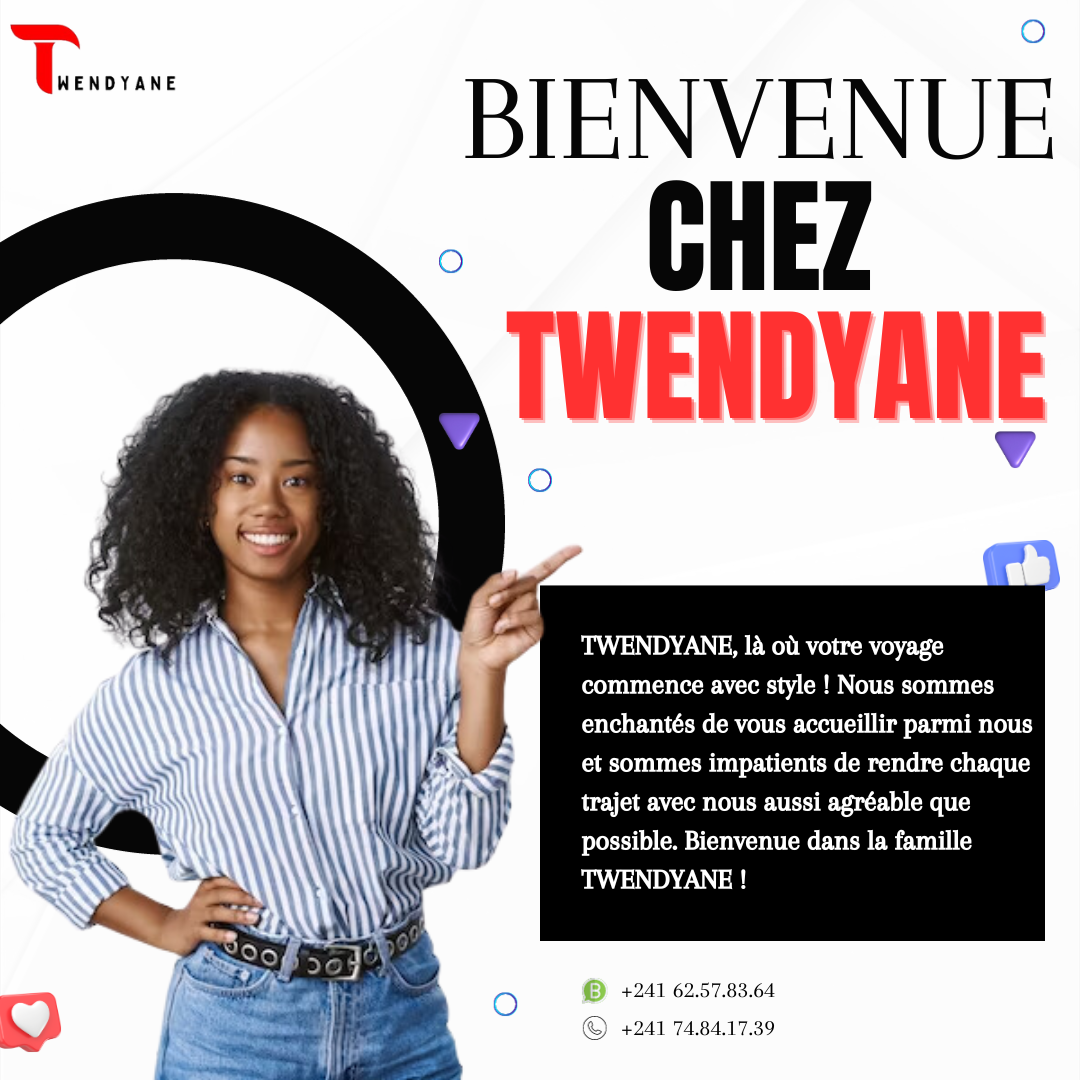 TWENDYANE
BIENVENUE
CHEZ
TWENDYANE
TWENDYANE, là où votre voyage
commence avec style ! Nous sommes
enchantés de vous accueillir parmi nous
et sommes impatients de rendre chaque
trajet avec nous aussi agréable que
possible. Bienvenue dans la famille
TWENDYANE !
B
+241 62.57.83.64
+241 74.84.17.39